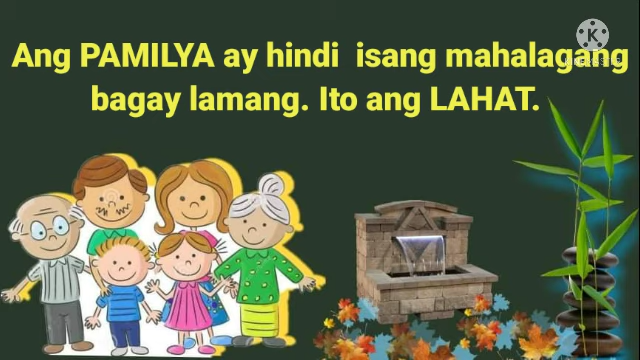 Ang PAMILYA ay hindi isang mahalagang
bagay lamang. Ito ang LAHAT.
K